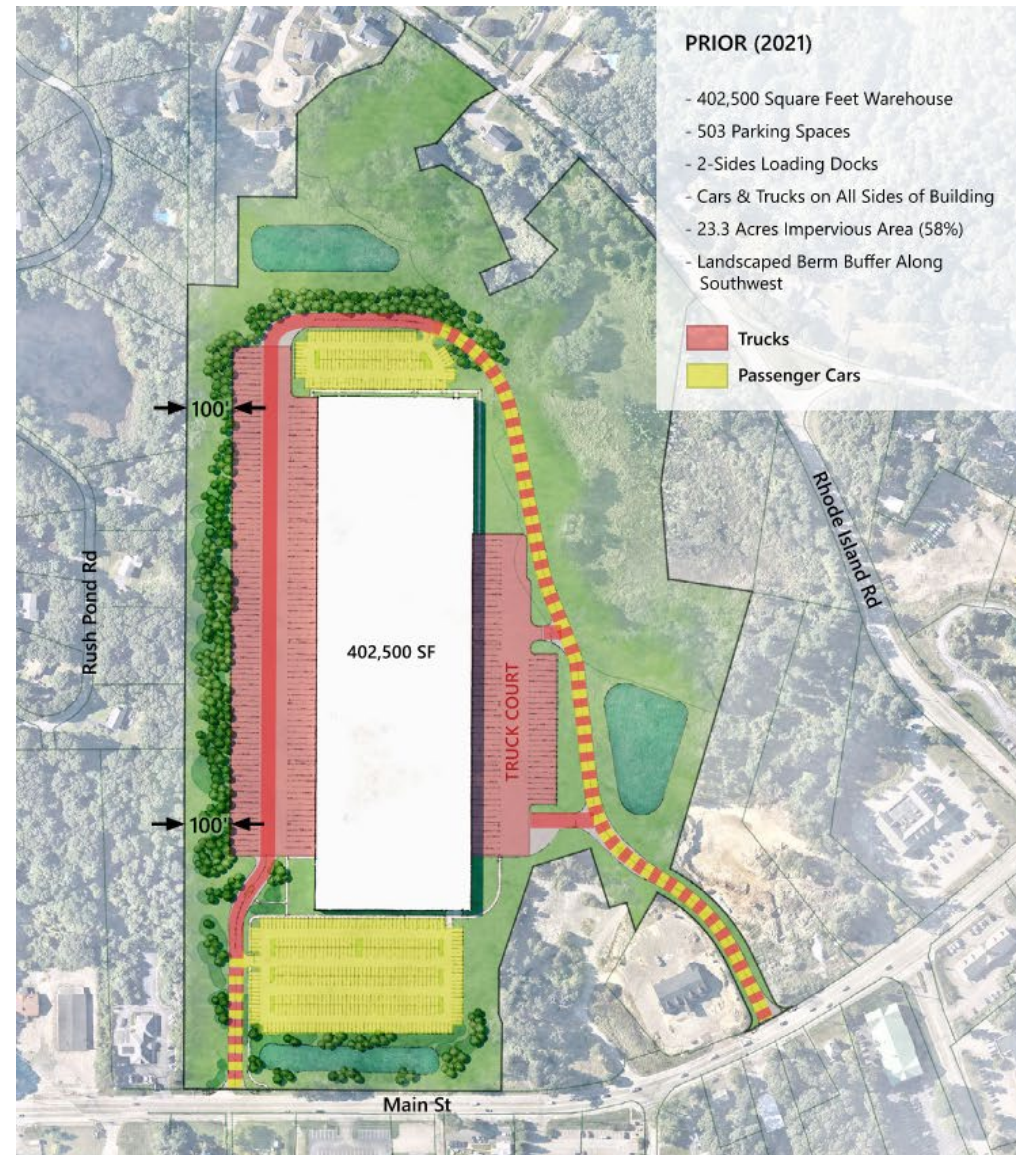 PRIOR (2021)
- 402,500 Square Feet Warehouse
- 503 Parking Spaces
- 2-Sides Loading Docks
- Cars & Trucks on All Sides of Building
- 23.3 Acres Impervious Area (58%)
- Landscaped Berm Buffer Along
Southwest
Trucks
Passenger Cars
100'
Rhode Island Rd
Rush Pond Rd
402,500 SF
TRUCK COURT
100'
Main St